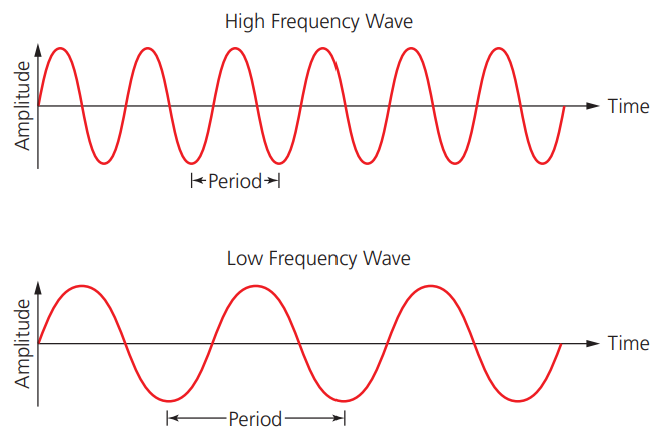 High Frequency Wave
Amplitude
Time
Period
Low Frequency Wave
Amplitude
Time
Period